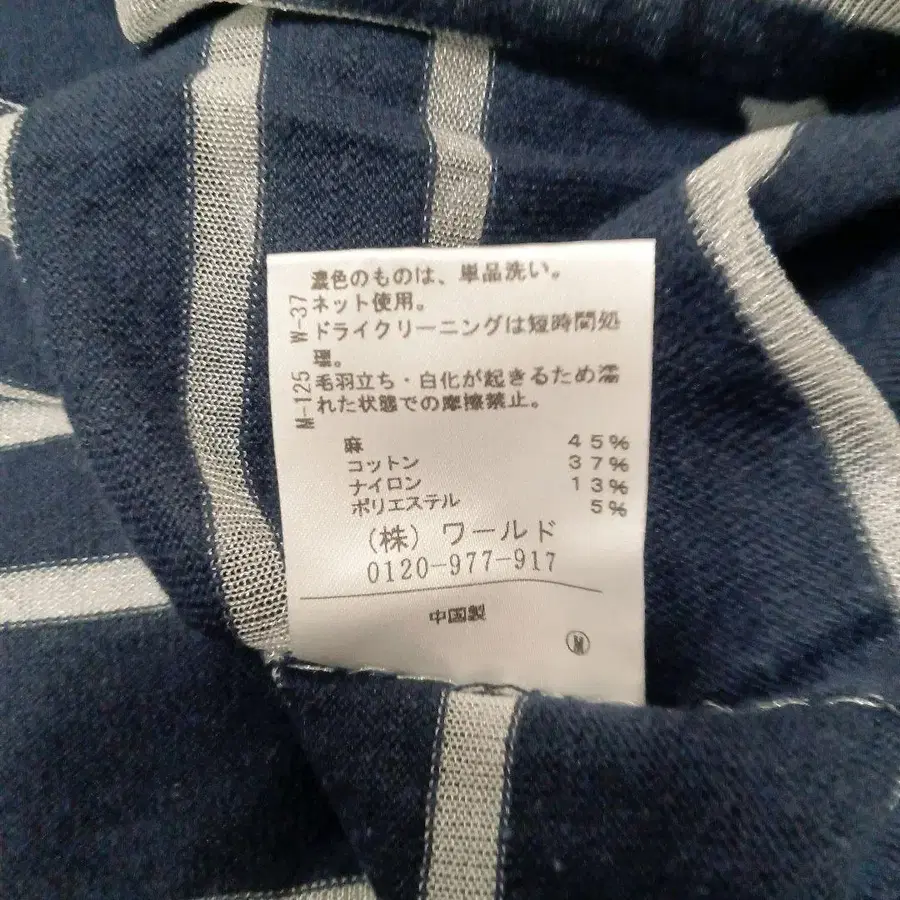 濃色のものは、単品洗い。
ネット使用。
ドライクリーニングは短時間処
理。
毛羽立ち・白化が起きるため濡
れた状態での摩擦禁止。
W-37
M-125
麻 45%
コットン 37%
ナイロン 13%
ポリエステル 5%
(株) ワールド
0120-977-917
中国製
M